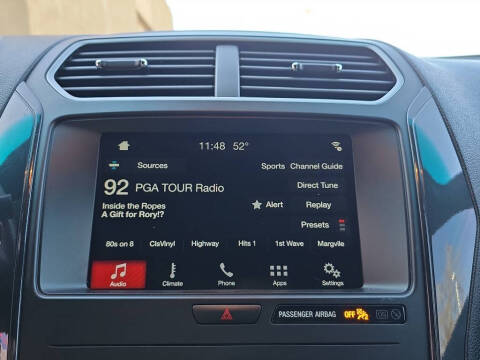 11:48 52°
Sources
Sports Channel Guide
92 PGA TOUR Radio
Direct Tune
Inside the Ropes
Alert Replay
A Gift for Rory!?
Presets
80s on 8 ClsVinyl Highway Hits 1 1st Wave Margvile
Audio Climate Phone Apps Settings
PASSENGER AIRBAG OFF ON